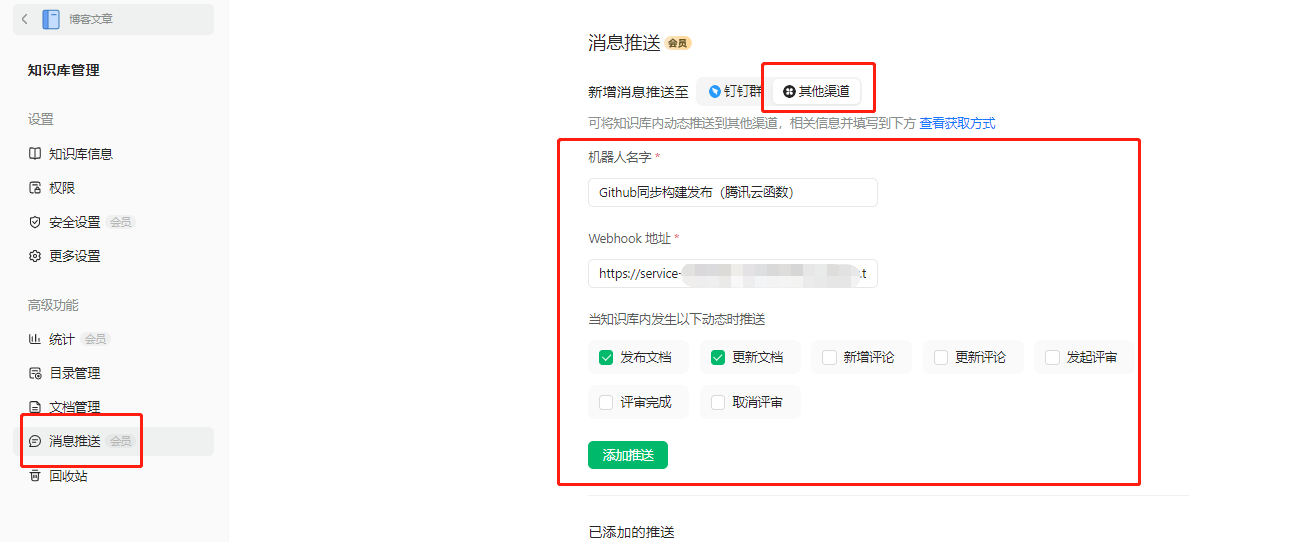 博客文章
知识库管理
设置
知识库信息
权限
安全设置 会员
更多设置
高级功能
统计 会员
目录管理
文档管理
消息推送 会员
回收站
消息推送 会员
新增消息推送至 钉钉群 其他渠道
可将知识库内动态推送到其他渠道，相关信息并填写到下方 查看获取方式
机器人名字 *
Github同步构建发布（腾讯云函数）
Webhook 地址 *
https://service- .t
当知识库内发生以下动态时推送
发布文档 更新文档 新增评论 更新评论 发起评审
评审完成 取消评审
添加推送
已添加的推送